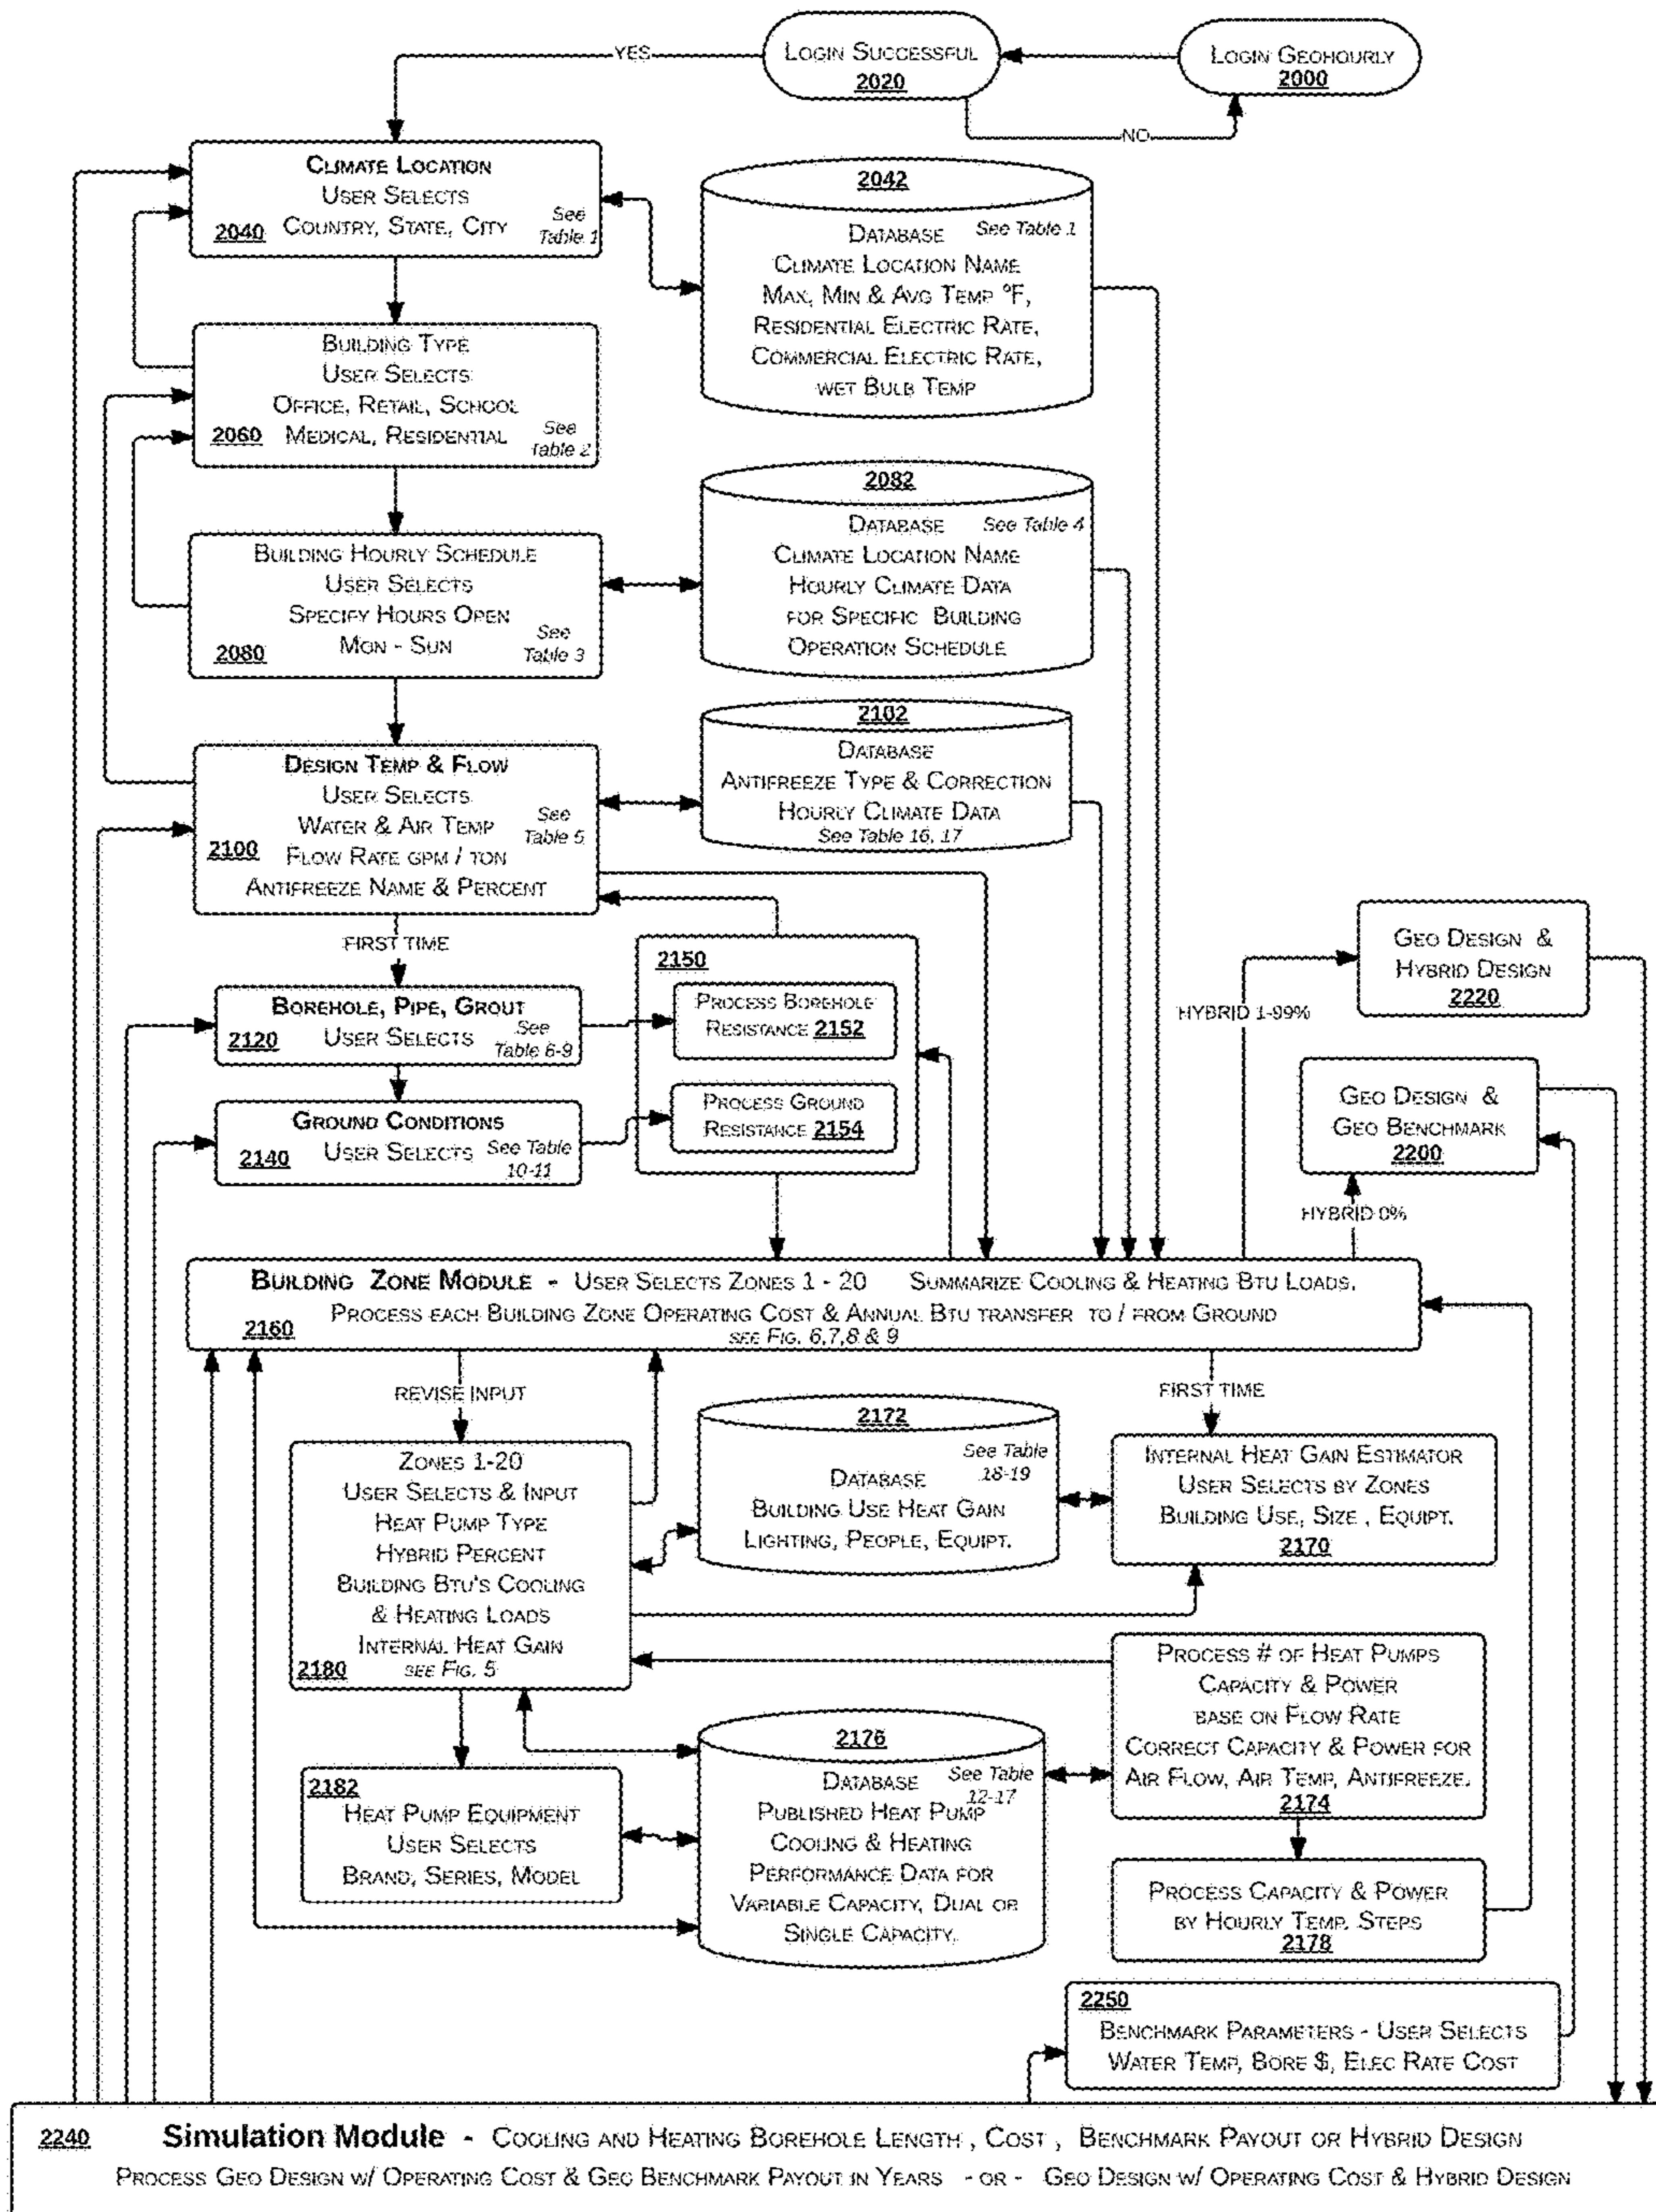 YES
LOGIN SUCCESSFUL
2020
LOGIN GEOHOURLY
2000
NO
CLIMATE LOCATION
USER SELECTS
2040 COUNTRY, STATE, CITY
See
Table 1
2042
DATABASE See Table 1
CLIMATE LOCATION NAME
MAX, MIN & AVG TEMP °F,
RESIDENTIAL ELECTRIC RATE,
COMMERCIAL ELECTRIC RATE,
WET BULB TEMP
BUILDING TYPE
USER SELECTS
OFFICE, RETAIL, SCHOOL
2060 MEDICAL, RESIDENTIAL
See
Table 2
BUILDING HOURLY SCHEDULE
USER SELECTS
SPECIFY HOURS OPEN
2080 MON - SUN
See
Table 3
2082
DATABASE See Table 4
CLIMATE LOCATION NAME
HOURLY CLIMATE DATA
FOR SPECIFIC BUILDING
OPERATION SCHEDULE
DESIGN TEMP & FLOW
USER SELECTS
WATER & AIR TEMP
See
Table 5
2100 FLOW RATE GPM / TON
ANTIFREEZE NAME & PERCENT
2102
DATABASE
ANTIFREEZE TYPE & CORRECTION
HOURLY CLIMATE DATA
See Table 16, 17
FIRST TIME
BOREHOLE, PIPE, GROUT
2120 USER SELECTS
See
Table 6-9
GROUND CONDITIONS
2140 USER SELECTS See Table
10-11
2150
PROCESS BOREHOLE
RESISTANCE 2152
PROCESS GROUND
RESISTANCE 2154
HYBRID 1-99%
GEO DESIGN &
HYBRID DESIGN
2220
GEO DESIGN &
GEO BENCHMARK
2200
HYBRID 0%
BUILDING ZONE MODULE - USER SELECTS ZONES 1 - 20 SUMMARIZE COOLING & HEATING BTU LOADS.
PROCESS EACH BUILDING ZONE OPERATING COST & ANNUAL BTU TRANSFER TO / FROM GROUND
2160 SEE FIG. 6,7,8 & 9
REVISE INPUT
FIRST TIME
ZONES 1-20
USER SELECTS & INPUT
HEAT PUMP TYPE
HYBRID PERCENT
BUILDING BTU'S COOLING
& HEATING LOADS
INTERNAL HEAT GAIN
2180 SEE FIG. 5
2172
See Table
18-19
DATABASE
BUILDING USE HEAT GAIN
LIGHTING, PEOPLE, EQUIPT.
INTERNAL HEAT GAIN ESTIMATOR
USER SELECTS BY ZONES
BUILDING USE, SIZE , EQUIPT.
2170
PROCESS # OF HEAT PUMPS
CAPACITY & POWER
BASE ON FLOW RATE
CORRECT CAPACITY & POWER FOR
AIR FLOW, AIR TEMP, ANTIFREEZE.
2174
2182
HEAT PUMP EQUIPMENT
USER SELECTS
BRAND, SERIES, MODEL
2176
DATABASE See Table
12-17
PUBLISHED HEAT PUMP
COOLING & HEATING
PERFORMANCE DATA FOR
VARIABLE CAPACITY, DUAL OR
SINGLE CAPACITY.
PROCESS CAPACITY & POWER
BY HOURLY TEMP. STEPS
2178
2250
BENCHMARK PARAMETERS - USER SELECTS
WATER TEMP, BORE $, ELEC RATE COST
2240 Simulation Module - COOLING AND HEATING BOREHOLE LENGTH , COST , BENCHMARK PAYOUT OR HYBRID DESIGN
PROCESS GEO DESIGN W/ OPERATING COST & GEO BENCHMARK PAYOUT IN YEARS - OR - GEO DESIGN W/ OPERATING COST & HYBRID DESIGN